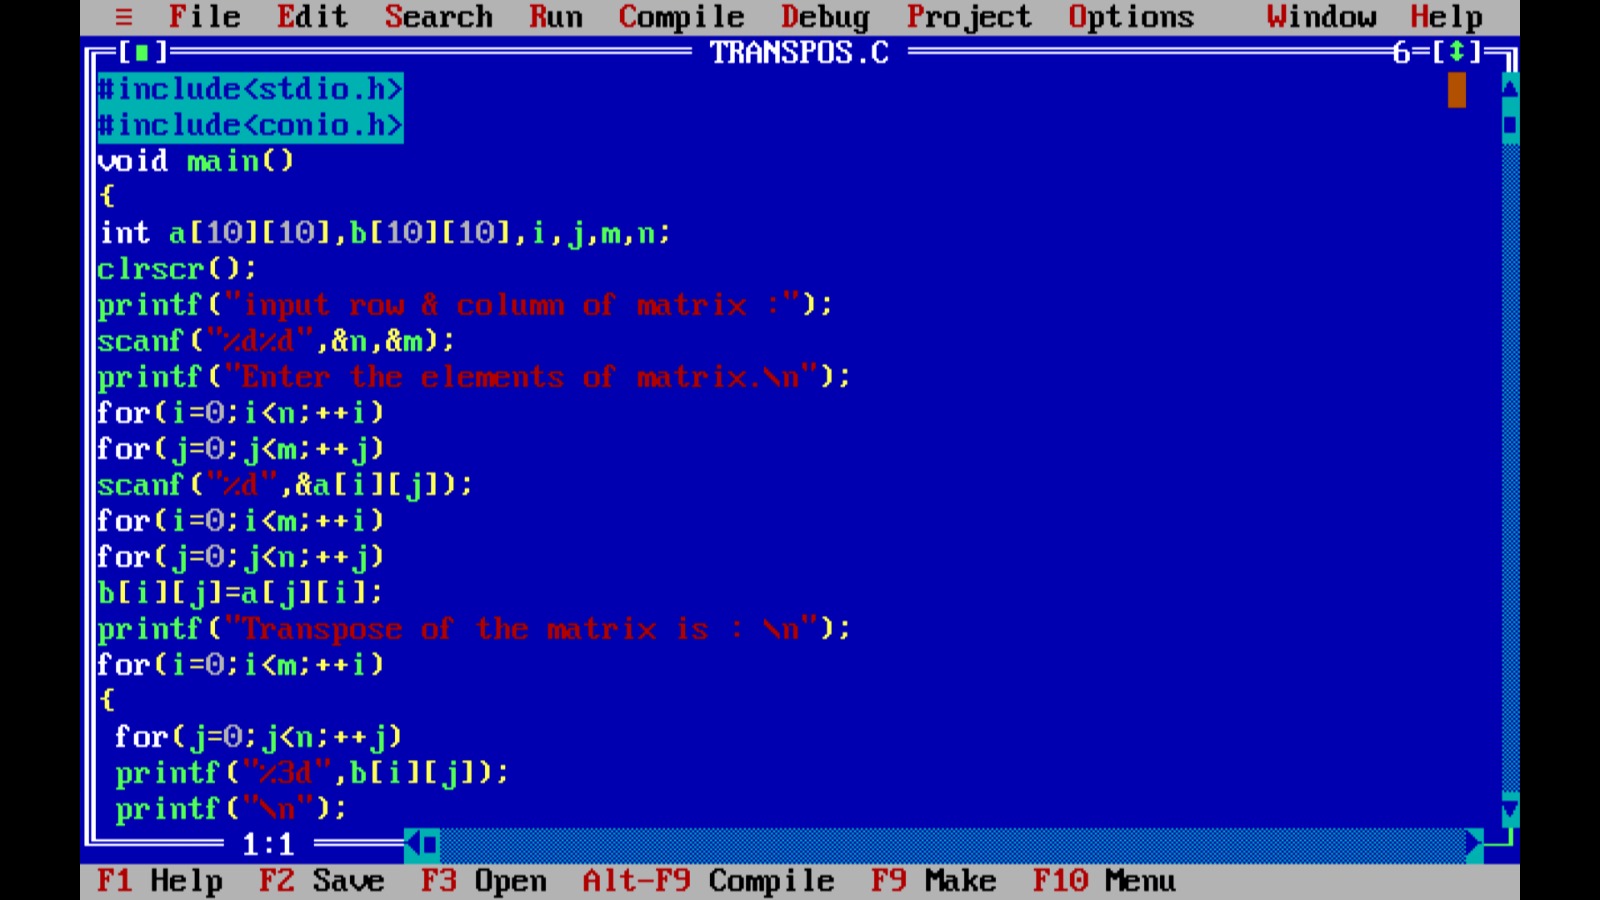 ≡ File Edit Search Run Compile Debug Project Options Window Help
[■] TRANSPOS.C 6=[↕]
#include<stdio.h>
#include<conio.h>
void main()
{
int a[10][10],b[10][10],i,j,m,n;
clrscr();
printf("input row & column of matrix :");
scanf("%d%d",&n,&m);
printf("Enter the elements of matrix.\n");
for(i=0;i<n;++i)
for(j=0;j<m;++j)
scanf("%d",&a[i][j]);
for(i=0;i<m;++i)
for(j=0;j<n;++j)
b[i][j]=a[j][i];
printf("Transpose of the matrix is : \n");
for(i=0;i<m;++i)
{
 for(j=0;j<n;++j)
 printf("%3d",b[i][j]);
 printf("\n");
1:1
F1 Help F2 Save F3 Open Alt-F9 Compile F9 Make F10 Menu